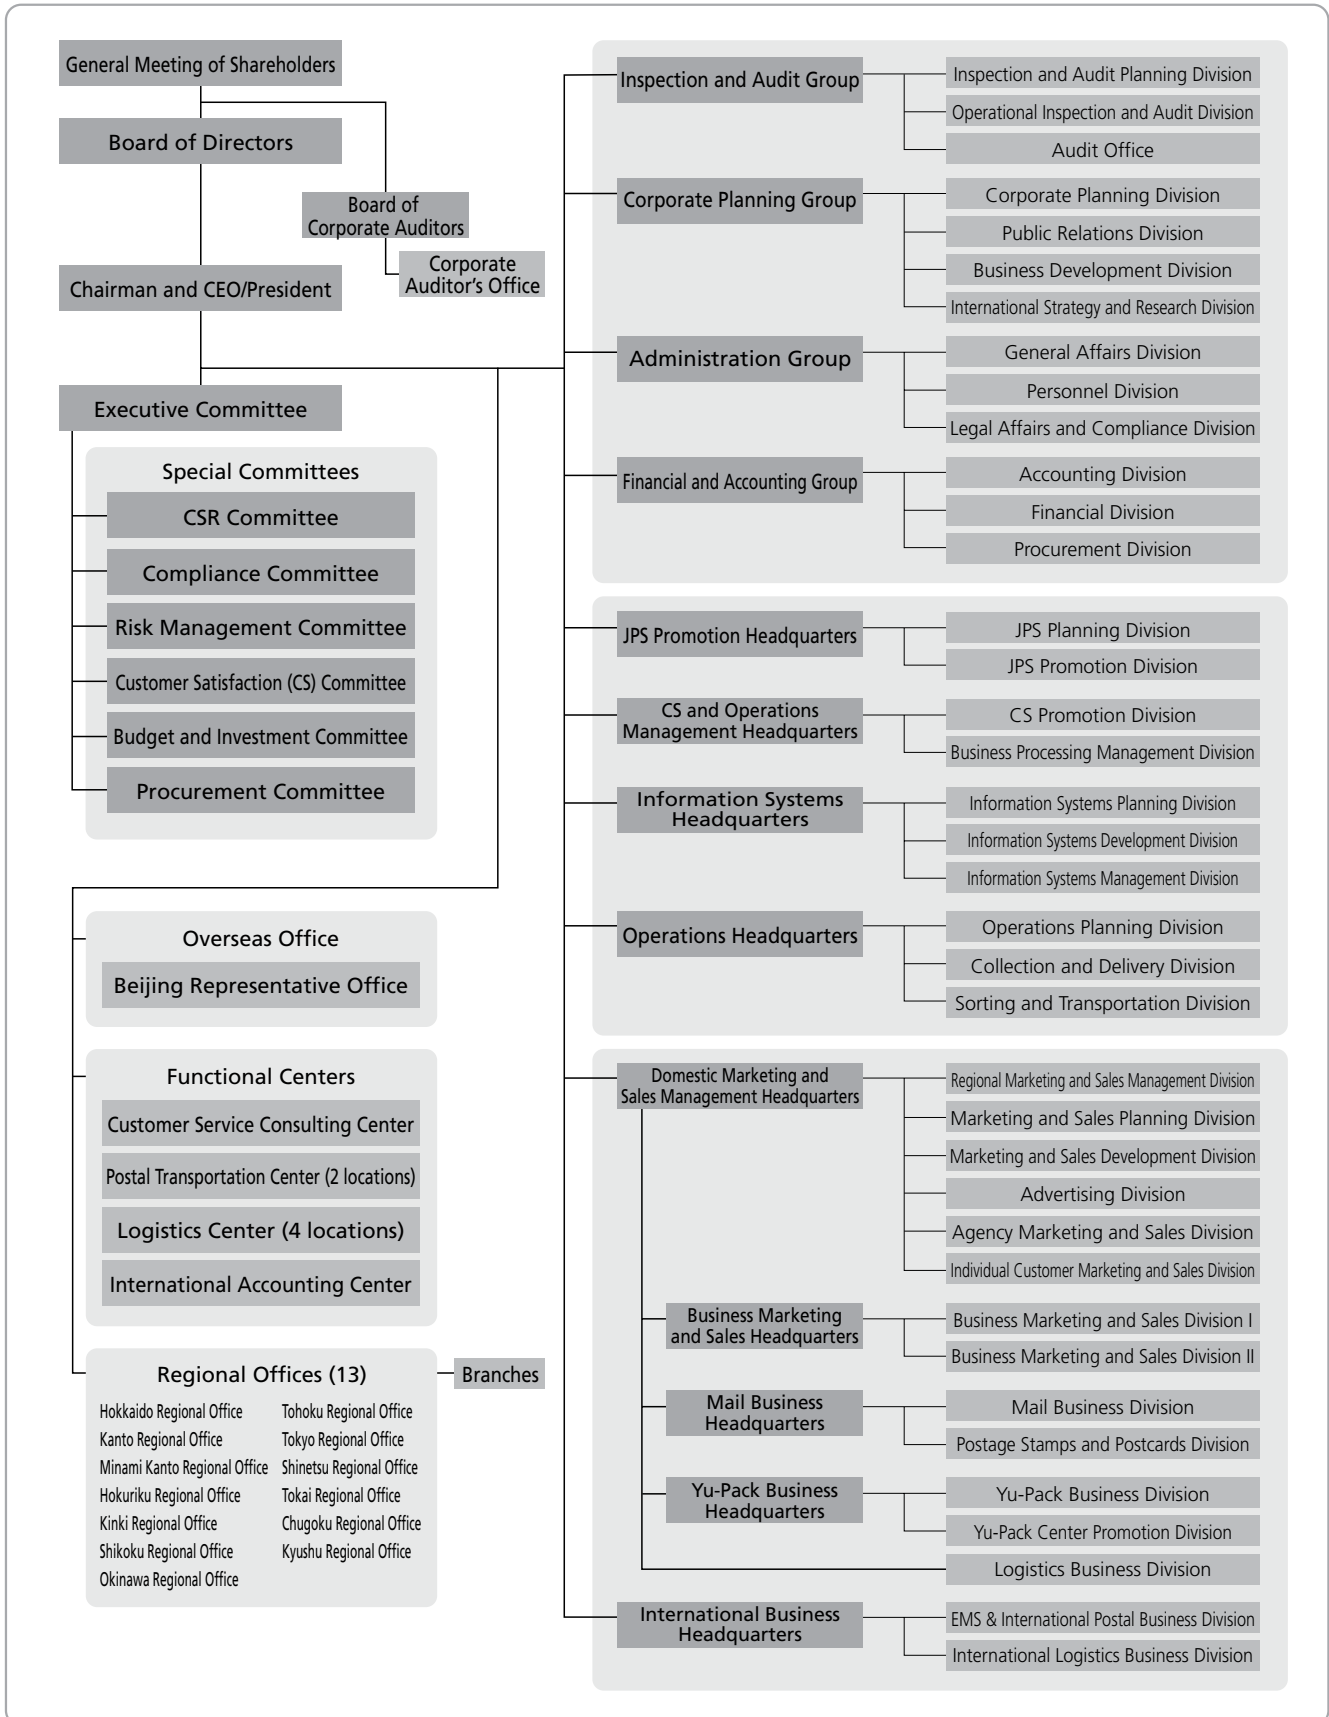 General Meeting of Shareholders
Board of Directors
Board of
Corporate Auditors
Corporate
Auditor's Office
Chairman and CEO/President
Executive Committee
Special Committees
CSR Committee
Compliance Committee
Risk Management Committee
Customer Satisfaction (CS) Committee
Budget and Investment Committee
Procurement Committee
Overseas Office
Beijing Representative Office
Functional Centers
Customer Service Consulting Center
Postal Transportation Center (2 locations)
Logistics Center (4 locations)
International Accounting Center
Regional Offices (13)
Branches
Hokkaido Regional Office
Tohoku Regional Office
Kanto Regional Office
Tokyo Regional Office
Minami Kanto Regional Office
Shinetsu Regional Office
Hokuriku Regional Office
Tokai Regional Office
Kinki Regional Office
Chugoku Regional Office
Shikoku Regional Office
Kyushu Regional Office
Okinawa Regional Office
Inspection and Audit Group
Inspection and Audit Planning Division
Operational Inspection and Audit Division
Audit Office
Corporate Planning Group
Corporate Planning Division
Public Relations Division
Business Development Division
International Strategy and Research Division
Administration Group
General Affairs Division
Personnel Division
Legal Affairs and Compliance Division
Financial and Accounting Group
Accounting Division
Financial Division
Procurement Division
JPS Promotion Headquarters
JPS Planning Division
JPS Promotion Division
CS and Operations
Management Headquarters
CS Promotion Division
Business Processing Management Division
Information Systems
Headquarters
Information Systems Planning Division
Information Systems Development Division
Information Systems Management Division
Operations Headquarters
Operations Planning Division
Collection and Delivery Division
Sorting and Transportation Division
Domestic Marketing and
Sales Management Headquarters
Regional Marketing and Sales Management Division
Marketing and Sales Planning Division
Marketing and Sales Development Division
Advertising Division
Agency Marketing and Sales Division
Individual Customer Marketing and Sales Division
Business Marketing
and Sales Headquarters
Business Marketing and Sales Division I
Business Marketing and Sales Division II
Mail Business
Headquarters
Mail Business Division
Postage Stamps and Postcards Division
Yu-Pack Business
Headquarters
Yu-Pack Business Division
Yu-Pack Center Promotion Division
Logistics Business Division
International Business
Headquarters
EMS & International Postal Business Division
International Logistics Business Division